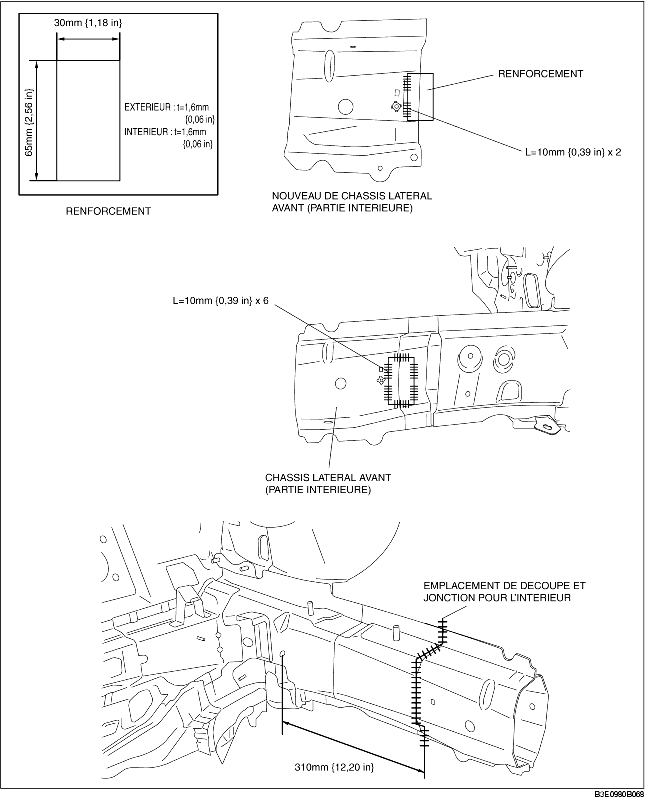 30mm {1,18 in}
65mm {2.56 in}
EXTERIEUR : t=1,6mm
{0,06 in}
INTERIEUR : t=1,6mm
{0,06 in}
RENFORCEMENT
RENFORCEMENT
L=10mm {0,39 in} x 2
NOUVEAU DE CHASSIS LATERAL
AVANT (PARTIE INTERIEURE)
L=10mm {0,39 in} x 6
CHASSIS LATERAL AVANT
(PARTIE INTERIEURE)
EMPLACEMENT DE DECOUPE ET
JONCTION POUR L'INTERIEUR
310mm {12,20 in}
B3E0980B068